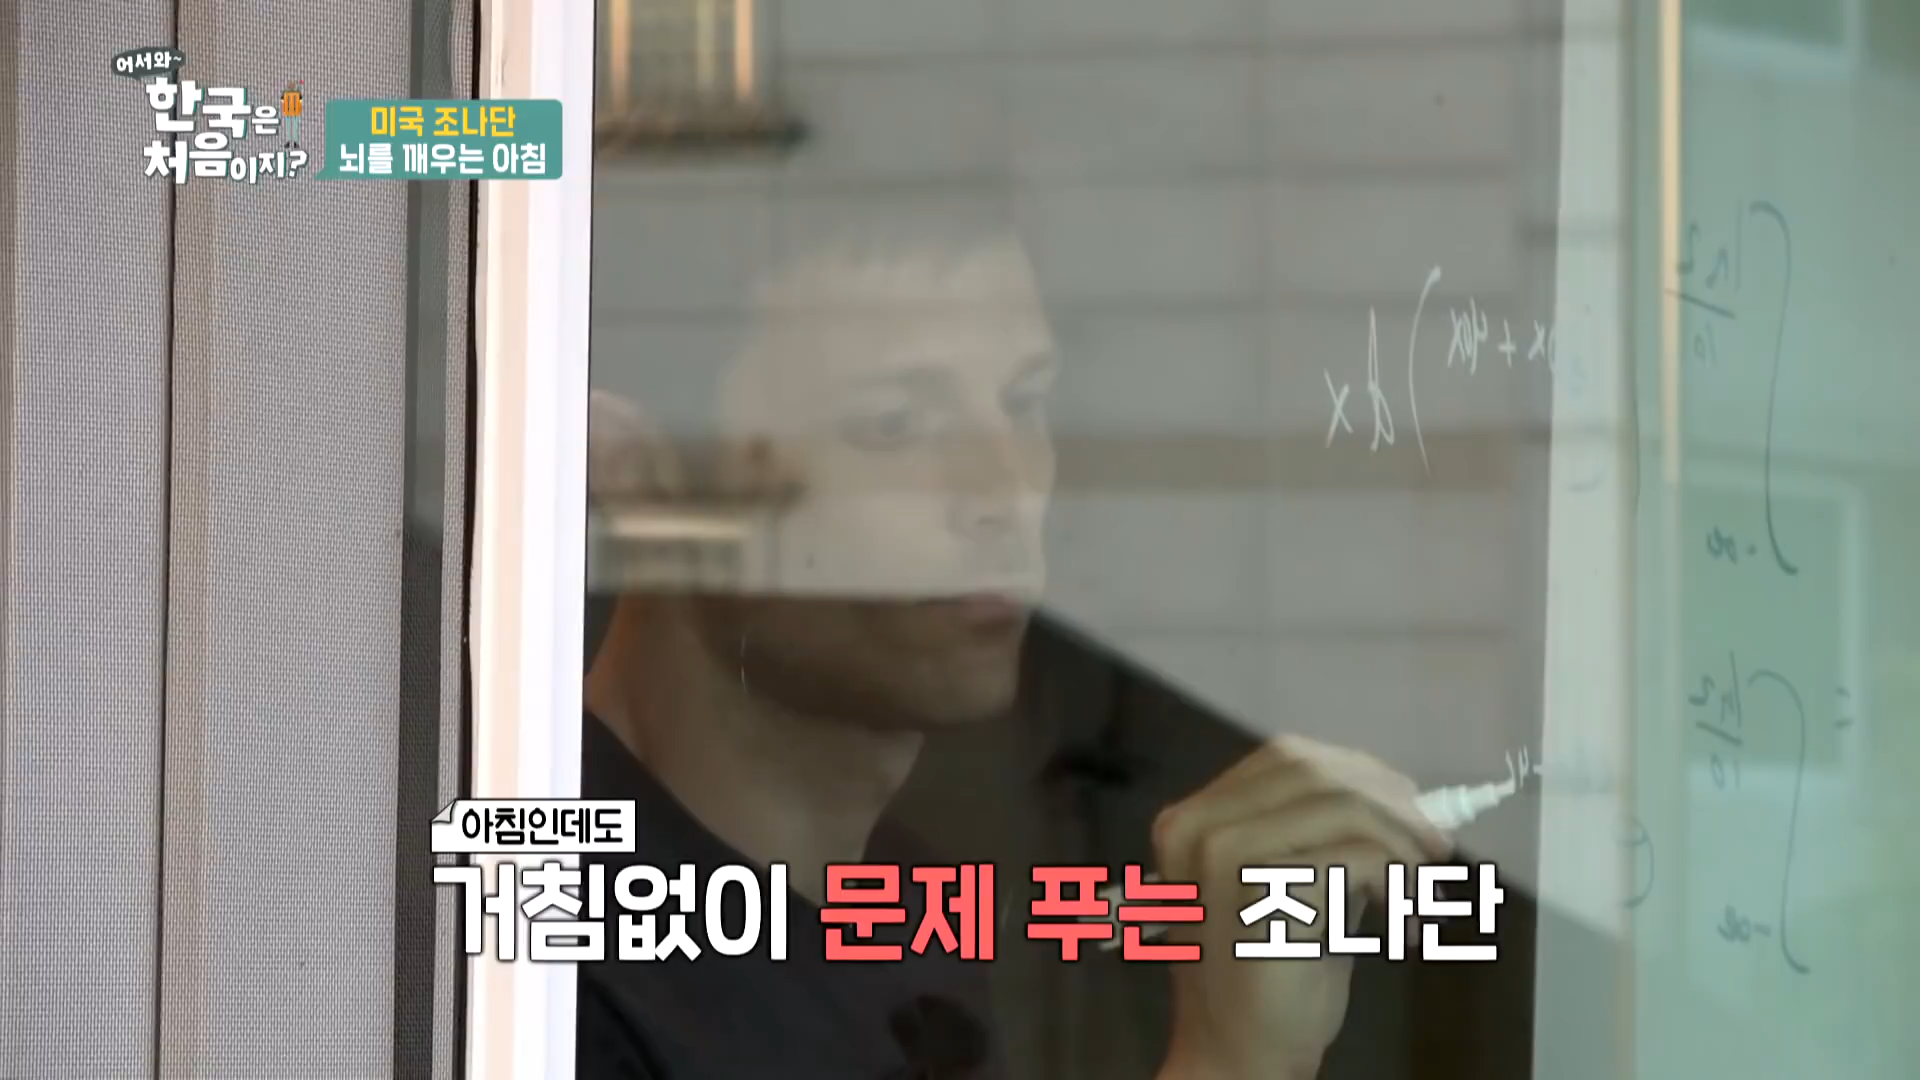 어서와~
한국은
처음이지?
미국 조나단
뇌를 깨우는 아침
아침인데도
거침없이 문제 푸는 조나단